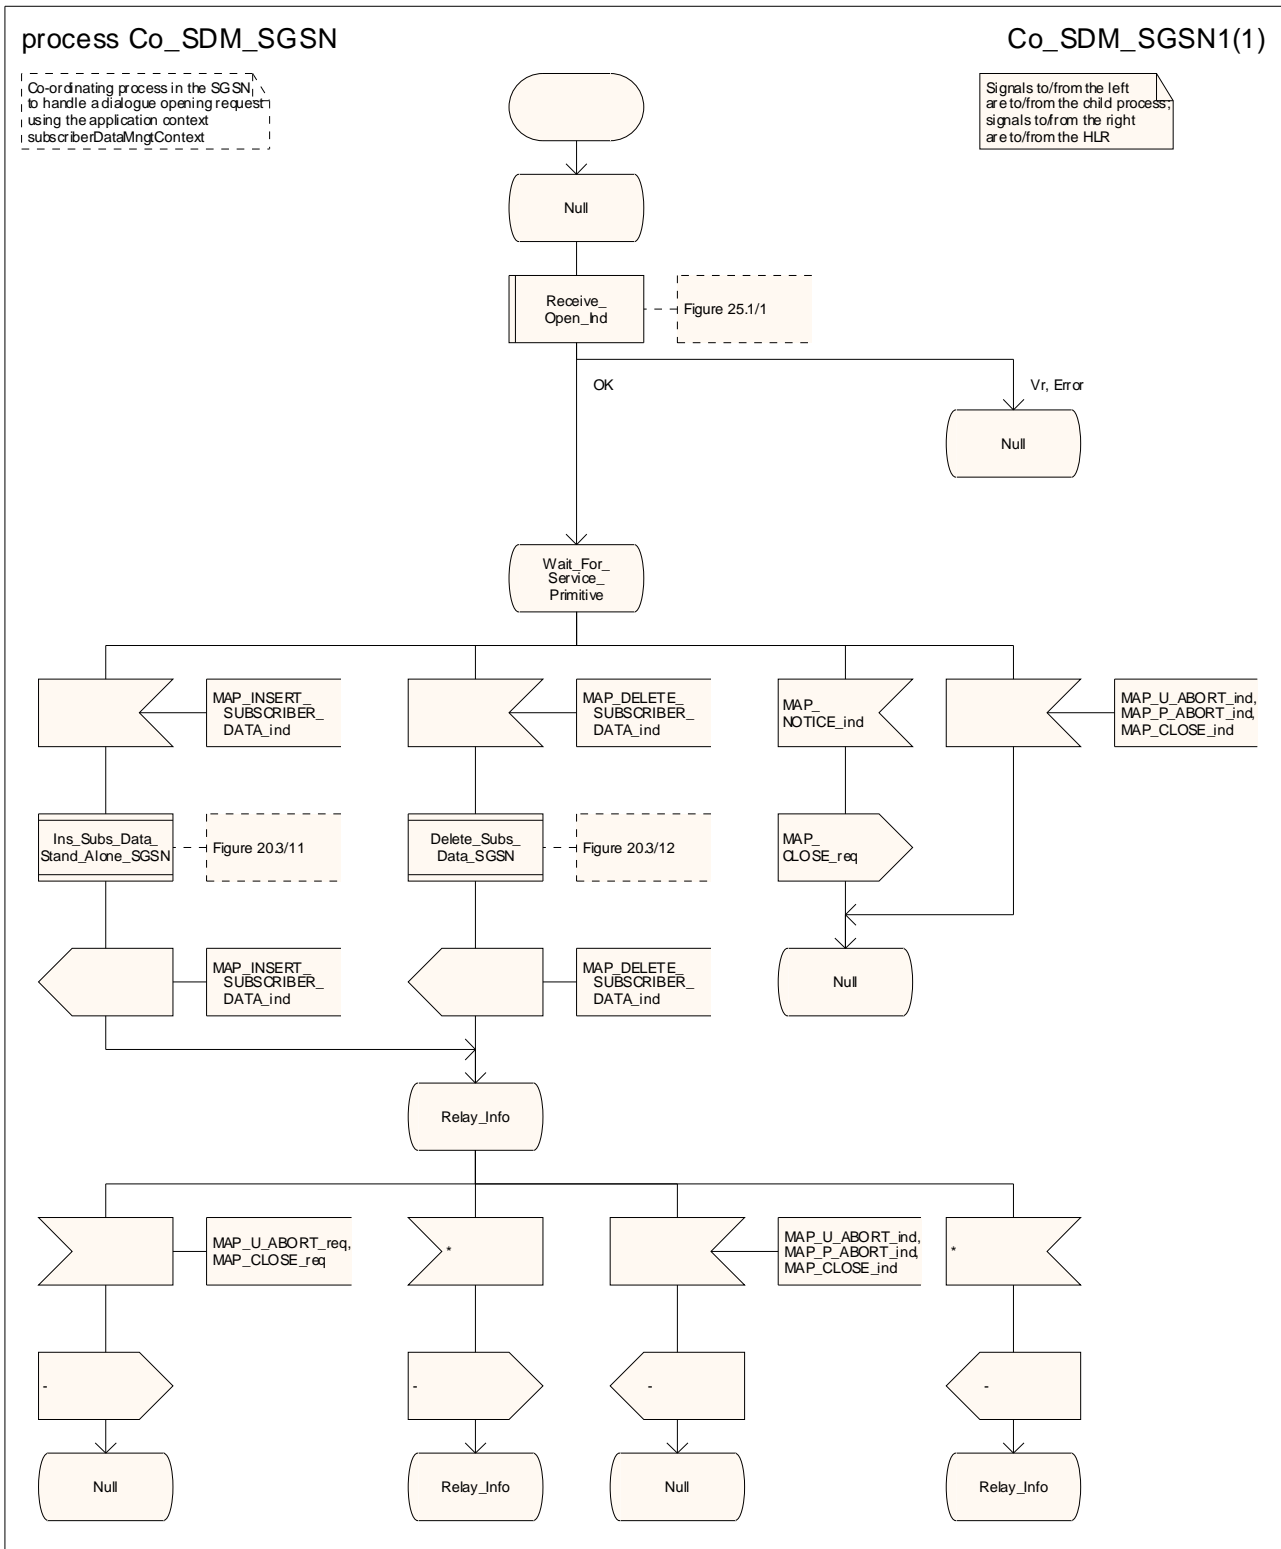 process Co_SDM_SGSN
Co_SDM_SGSN1(1)
Co-ordinating process in the SGSN
to handle a dialogue opening request
using the application context
subscriberDataMngtContext
Signals to/from the left
are to/from the child process;
signals to/from the right
are to/from the HLR
Null
Receive_
Open_Ind
Figure 25.1/1
OK
Vr, Error
Null
Wait_For_
Service_
Primitive
MAP_INSERT_
SUBSCRIBER_
DATA_ind
MAP_DELETE_
SUBSCRIBER_
DATA_ind
MAP_
NOTICE_ind
MAP_U_ABORT_ind,
MAP_P_ABORT_ind,
MAP_CLOSE_ind
Ins_Subs_Data_
Stand_Alone_SGSN
Figure 20.3/11
Delete_Subs_
Data_SGSN
Figure 20.3/12
MAP_
CLOSE_req
MAP_INSERT_
SUBSCRIBER_
DATA_ind
MAP_DELETE_
SUBSCRIBER_
DATA_ind
Null
Relay_Info
MAP_U_ABORT_req,
MAP_CLOSE_req
*
MAP_U_ABORT_ind,
MAP_P_ABORT_ind,
MAP_CLOSE_ind
*
-
-
-
-
Null
Relay_Info
Null
Relay_Info